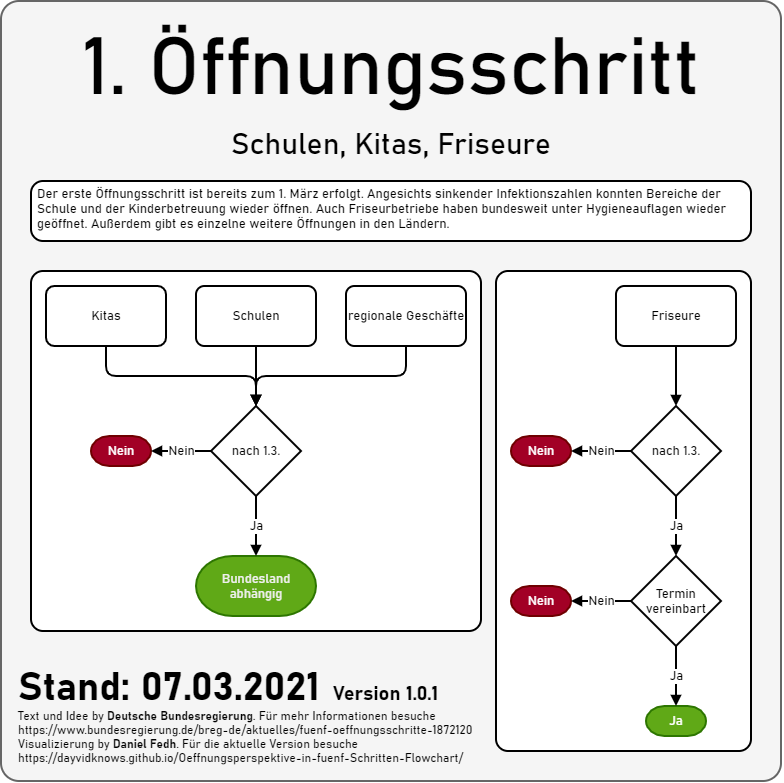 1. Öffnungsschritt
Schulen, Kitas, Friseure
Der erste Öffnungsschritt ist bereits zum 1. März erfolgt. Angesichts sinkender Infektionszahlen konnten Bereiche der
Schule und der Kinderbetreuung wieder öffnen. Auch Friseurbetriebe haben bundesweit unter Hygieneauflagen wieder
geöffnet. Außerdem gibt es einzelne weitere Öffnungen in den Ländern.
Kitas
Schulen
regionale Geschäfte
nach 1.3.
Nein
Nein
Ja
Bundesland
abhängig
Friseure
nach 1.3.
Nein
Nein
Ja
Termin
vereinbart
Nein
Nein
Ja
Ja
Stand: 07.03.2021 Version 1.0.1
Text und Idee by Deutsche Bundesregierung. Für mehr Informationen besuche
https://www.bundesregierung.de/breg-de/aktuelles/fuenf-oeffnungsschritte-1872120
Visualizierung by Daniel Fedh. Für die aktuelle Version besuche
https://dayvidknows.github.io/Oeffnungsperspektive-in-fuenf-Schritten-Flowchart/